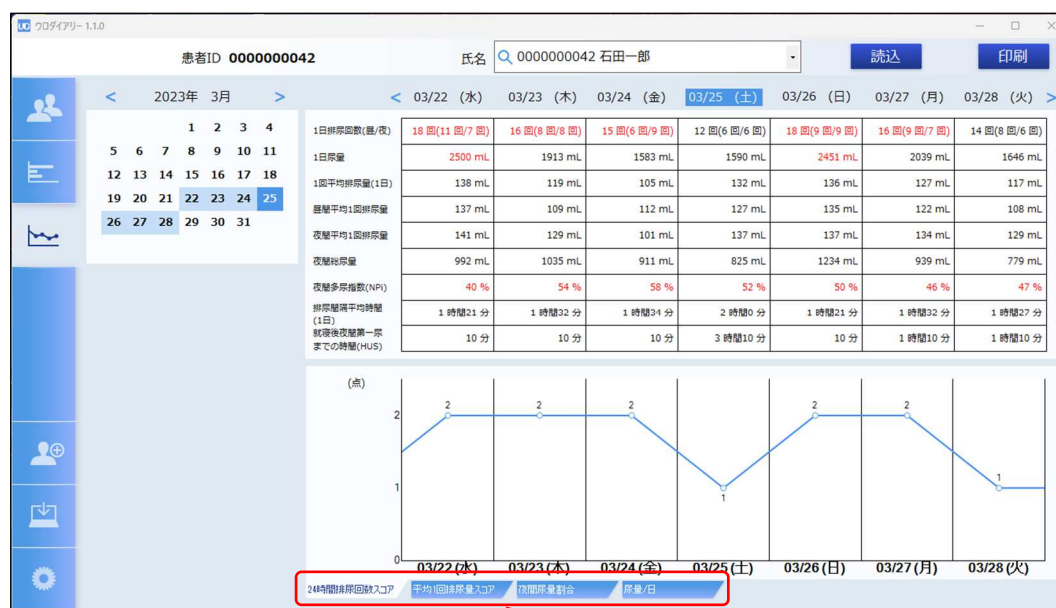 UD ウロダイアリー 1.1.0
患者ID 0000000042 氏名 0000000042 石田一郎 読込 印刷
< 2023年 3月 >
1 2 3 4
5 6 7 8 9 10 11
12 13 14 15 16 17 18
19 20 21 22 23 24 25
26 27 28 29 30 31
< 03/22 (水) 03/23 (木) 03/24 (金) 03/25 (土) 03/26 (日) 03/27 (月) 03/28 (火) >
1日排尿回数(昼/夜) 18 回(11 回/7 回) 16 回(8 回/8 回) 15 回(6 回/9 回) 12 回(6 回/6 回) 18 回(9 回/9 回) 16 回(9 回/7 回) 14 回(8 回/6 回)
1日尿量 2500 mL 1913 mL 1583 mL 1590 mL 2451 mL 2039 mL 1646 mL
1回平均排尿量(1日) 138 mL 119 mL 105 mL 132 mL 136 mL 127 mL 117 mL
昼間平均1回排尿量 137 mL 109 mL 112 mL 127 mL 135 mL 122 mL 108 mL
夜間平均1回排尿量 141 mL 129 mL 101 mL 137 mL 137 mL 134 mL 129 mL
夜間総尿量 992 mL 1035 mL 911 mL 825 mL 1234 mL 939 mL 779 mL
夜間多尿指数(NPi) 40 % 54 % 58 % 52 % 50 % 46 % 47 %
排尿間隔平均時間
(1日) 1 時間21 分 1 時間32 分 1 時間34 分 2 時間0 分 1 時間21 分 1 時間32 分 1 時間27 分
就寝後夜間第一尿
までの時間(HUS) 10 分 10 分 10 分 3 時間10 分 10 分 1 時間10 分 1 時間10 分
(点)
2 2 2 2 2
2
1
1
1
0
03/22(水) 03/23(木) 03/24(金) 03/25(土) 03/26(日) 03/27(月) 03/28(火)
24時間排尿回数スコア 平均1回排尿量スコア 夜間尿量割合 尿量/日